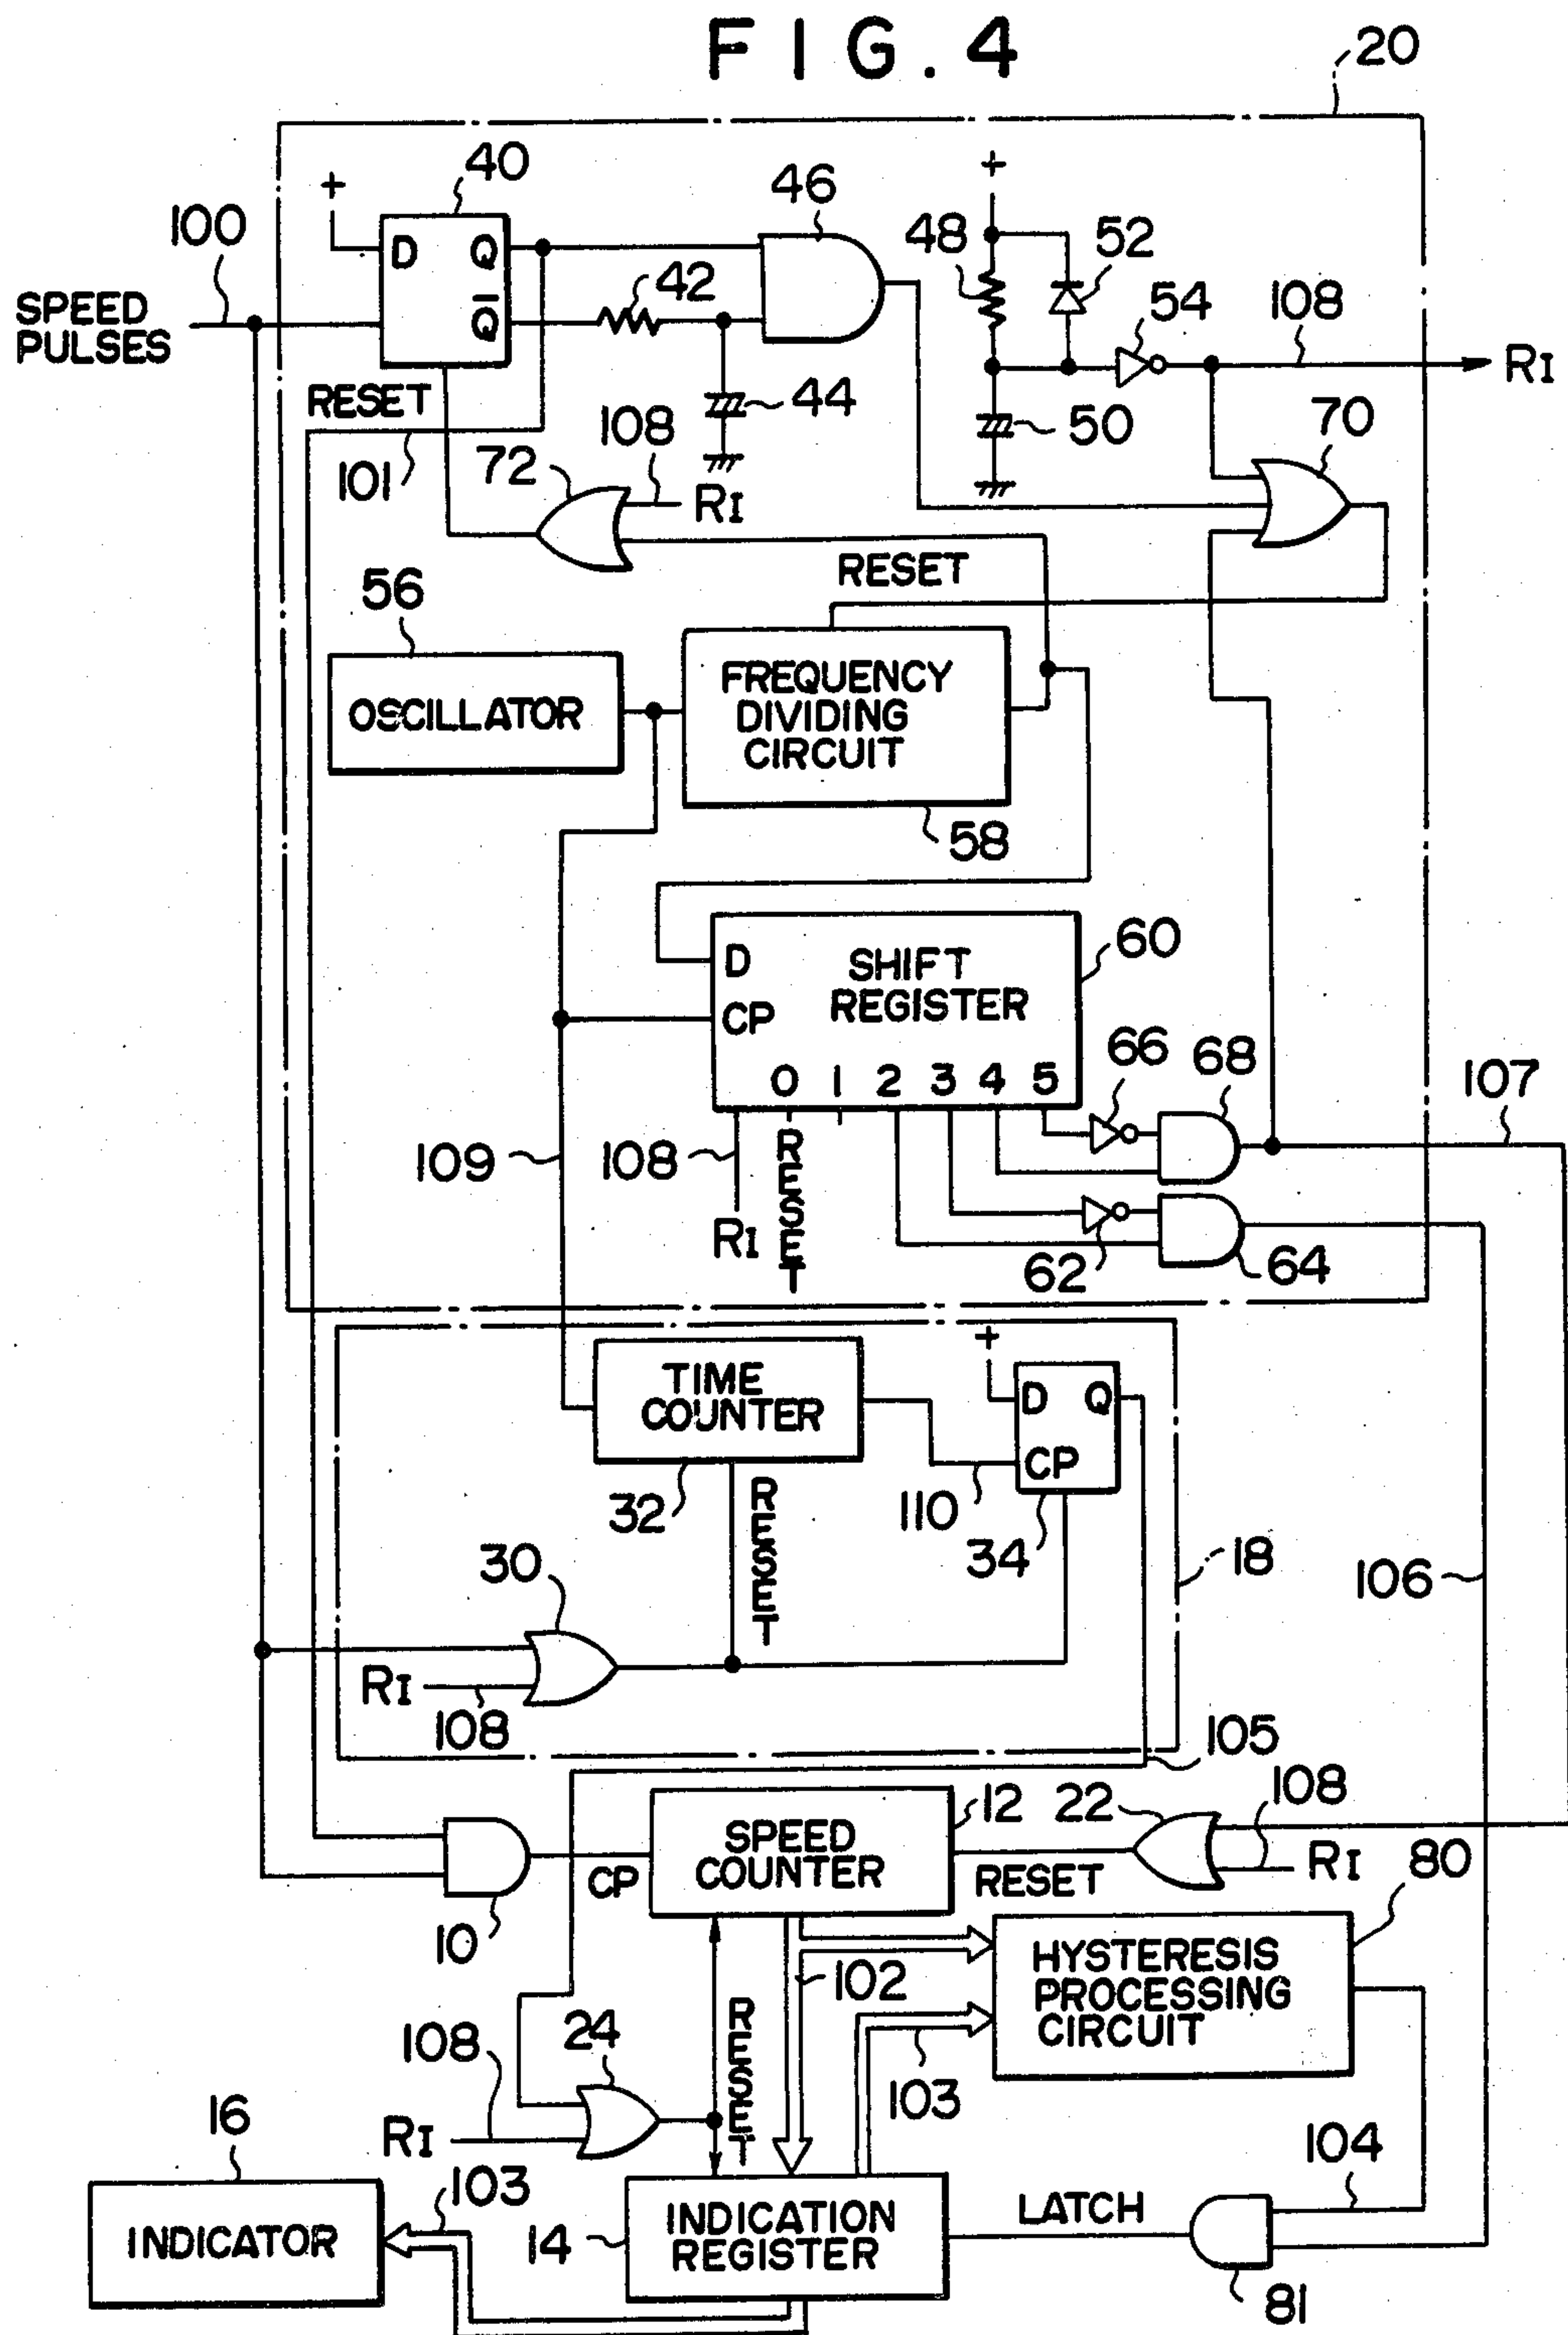 FIG. 4
20
+
40
46
+
100
D Q
48
52
SPEED
PULSES
Q̅
42
54
108
RI
RESET
44
50
70
101
72
108
RI
RESET
56
OSCILLATOR
FREQUENCY
DIVIDING
CIRCUIT
58
60
D
SHIFT
REGISTER
CP
66
68
107
0 1 2 3 4 5
109
108
RESET
RI
62
64
+
TIME
COUNTER
D Q
CP
32
RESET
110
34
18
30
106
RI
108
105
12
22
108
SPEED
COUNTER
CP
RESET
RI
80
10
HYSTERESIS
PROCESSING
CIRCUIT
102
RESET
24
108
103
16
RI
104
103
INDICATOR
14
INDICATION
REGISTER
LATCH
81